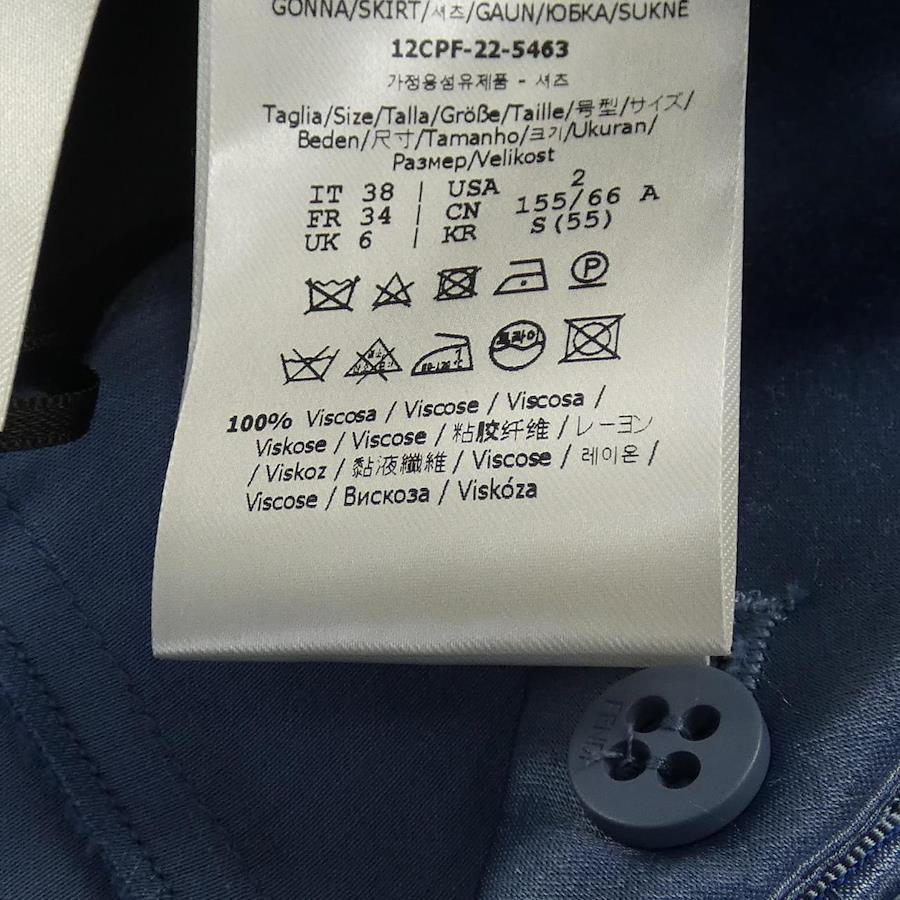 GONNA/SKIRT/셔츠/GAUN/ЮБКА/SUKNĚ
12CPF-22-5463
가정용섬유제품 - 셔츠
Taglia/Size/Talla/Größe/Taille/号型/サイズ/
Beden/尺寸/Tamanho/크기/Ukuran/
Размер/Velikost
IT 38 | USA 2
FR 34 | CN 155/66 A
UK 6 | KR S(55)
P
드라이
100% Viscosa / Viscose / Viscosa /
Viskose / Viscose / 粘胶纤维 / レーヨン
/ Viskoz / 黏液纖維 / Viscose / 레이온 /
Viscose / Вискоза / Viskóza
FENDI